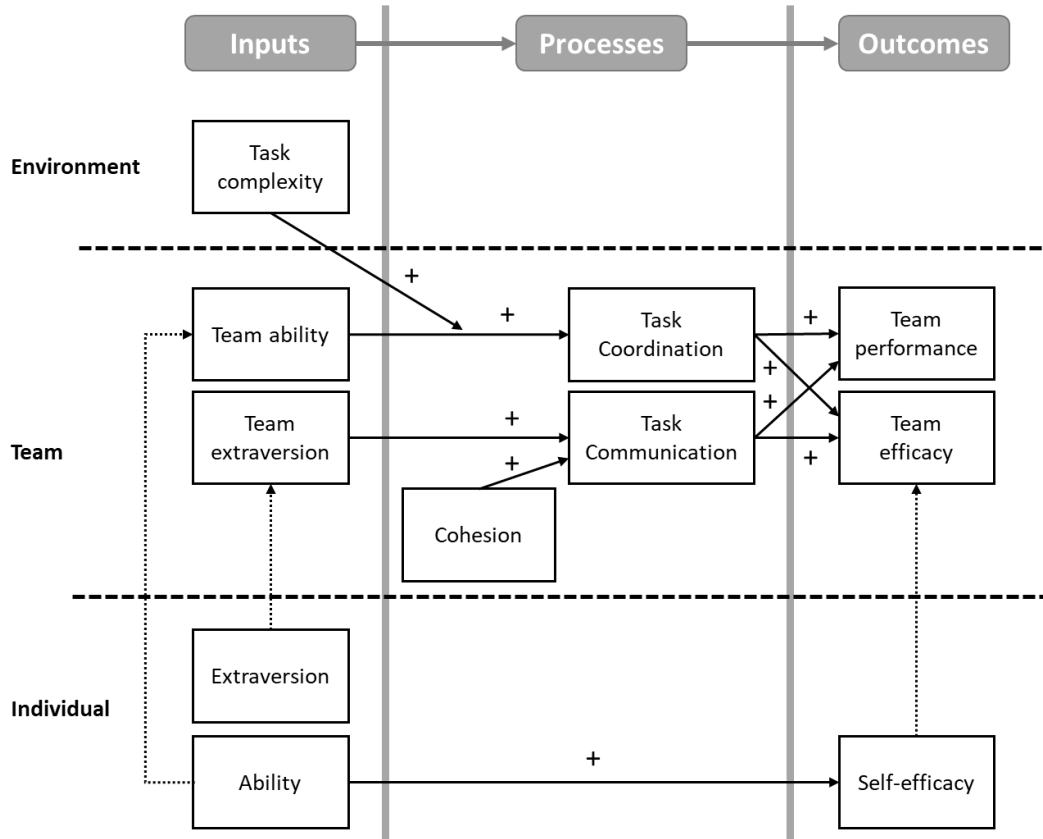 Inputs
Processes
Outcomes
Environment
Task
complexity
+
Team ability
+
Task
Coordination
+
Team
performance
+
+
Team
Team
extraversion
+
Task
Communication
+
Team
efficacy
+
Cohesion
Individual
Extraversion
Ability
+
Self-efficacy